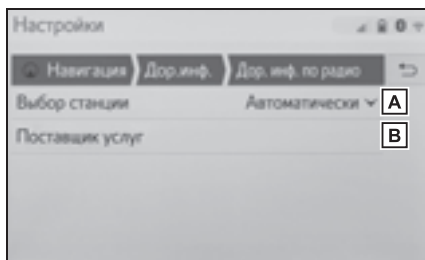 Настройки
Навигация Дор.инф. Дор. инф. по радио
Выбор станции Автоматически A
Поставщик услуг B